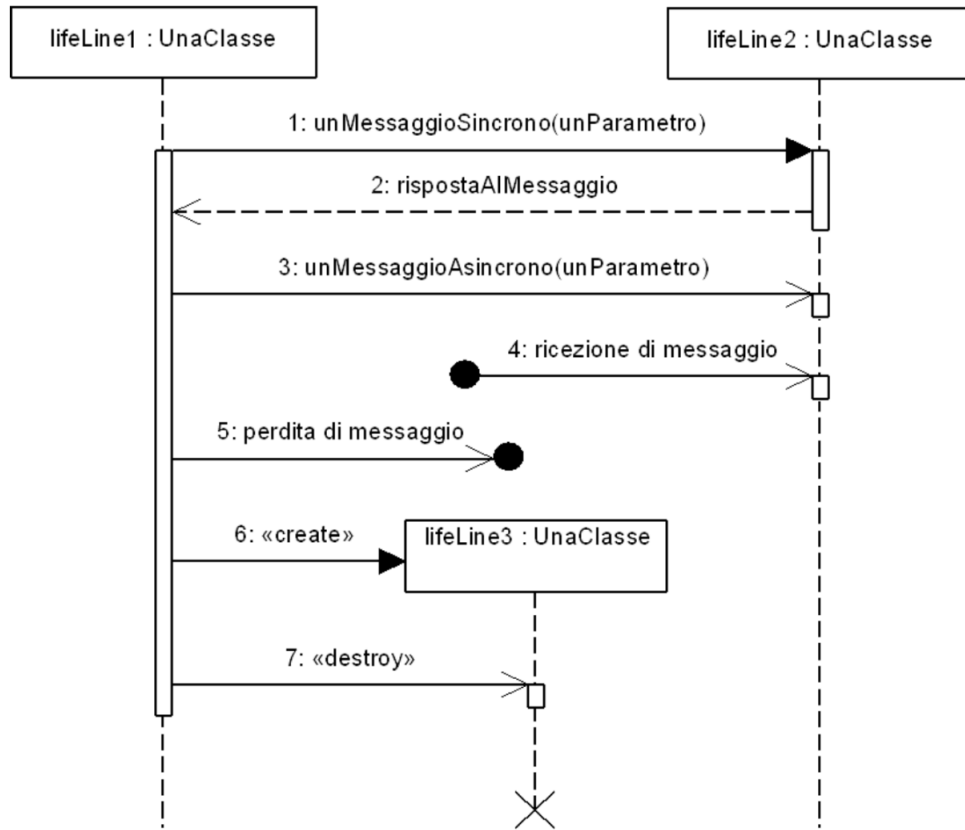 lifeLine1 : UnaClasse
lifeLine2 : UnaClasse
1: unMessaggioSincrono(unParametro)
2: rispostaAlMessaggio
3: unMessaggioAsincrono(unParametro)
4: ricezione di messaggio
5: perdita di messaggio
6: «create»
lifeLine3 : UnaClasse
7: «destroy»